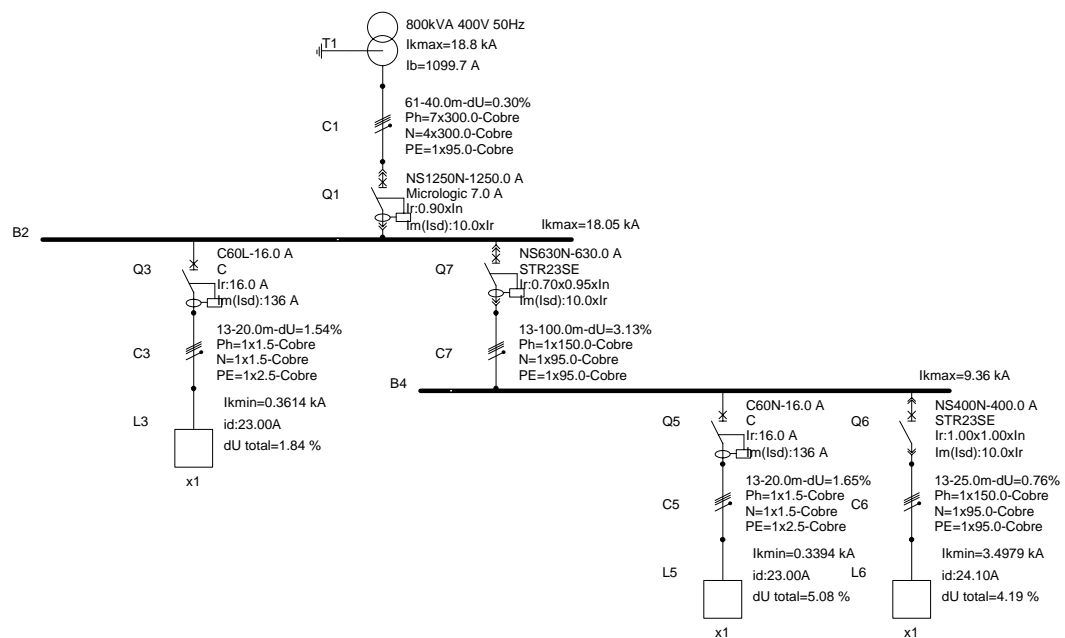 800kVA 400V 50Hz
T1
Ikmax=18.8 kA
Ib=1099.7 A
61-40.0m-dU=0.30%
C1
Ph=7x300.0-Cobre
N=4x300.0-Cobre
PE=1x95.0-Cobre
NS1250N-1250.0 A
Q1
Micrologic 7.0 A
Ir:0.90xIn
Im(Isd):10.0xIr
B2
Ikmax=18.05 kA
C60L-16.0 A
Q3
C
Ir:16.0 A
Im(Isd):136 A
13-20.0m-dU=1.54%
C3
Ph=1x1.5-Cobre
N=1x1.5-Cobre
PE=1x2.5-Cobre
Ikmin=0.3614 kA
L3
id:23.00A
dU total=1.84 %
x1
NS630N-630.0 A
Q7
STR23SE
Ir:0.70x0.95xIn
Im(Isd):10.0xIr
13-100.0m-dU=3.13%
C7
Ph=1x150.0-Cobre
N=1x95.0-Cobre
PE=1x95.0-Cobre
B4
Ikmax=9.36 kA
C60N-16.0 A
Q5
C
Ir:16.0 A
Im(Isd):136 A
13-20.0m-dU=1.65%
C5
Ph=1x1.5-Cobre
N=1x1.5-Cobre
PE=1x2.5-Cobre
Ikmin=0.3394 kA
L5
id:23.00A
dU total=5.08 %
x1
NS400N-400.0 A
Q6
STR23SE
Ir:1.00x1.00xIn
Im(Isd):10.0xIr
13-25.0m-dU=0.76%
C6
Ph=1x150.0-Cobre
N=1x95.0-Cobre
PE=1x95.0-Cobre
Ikmin=3.4979 kA
L6
id:24.10A
dU total=4.19 %
x1